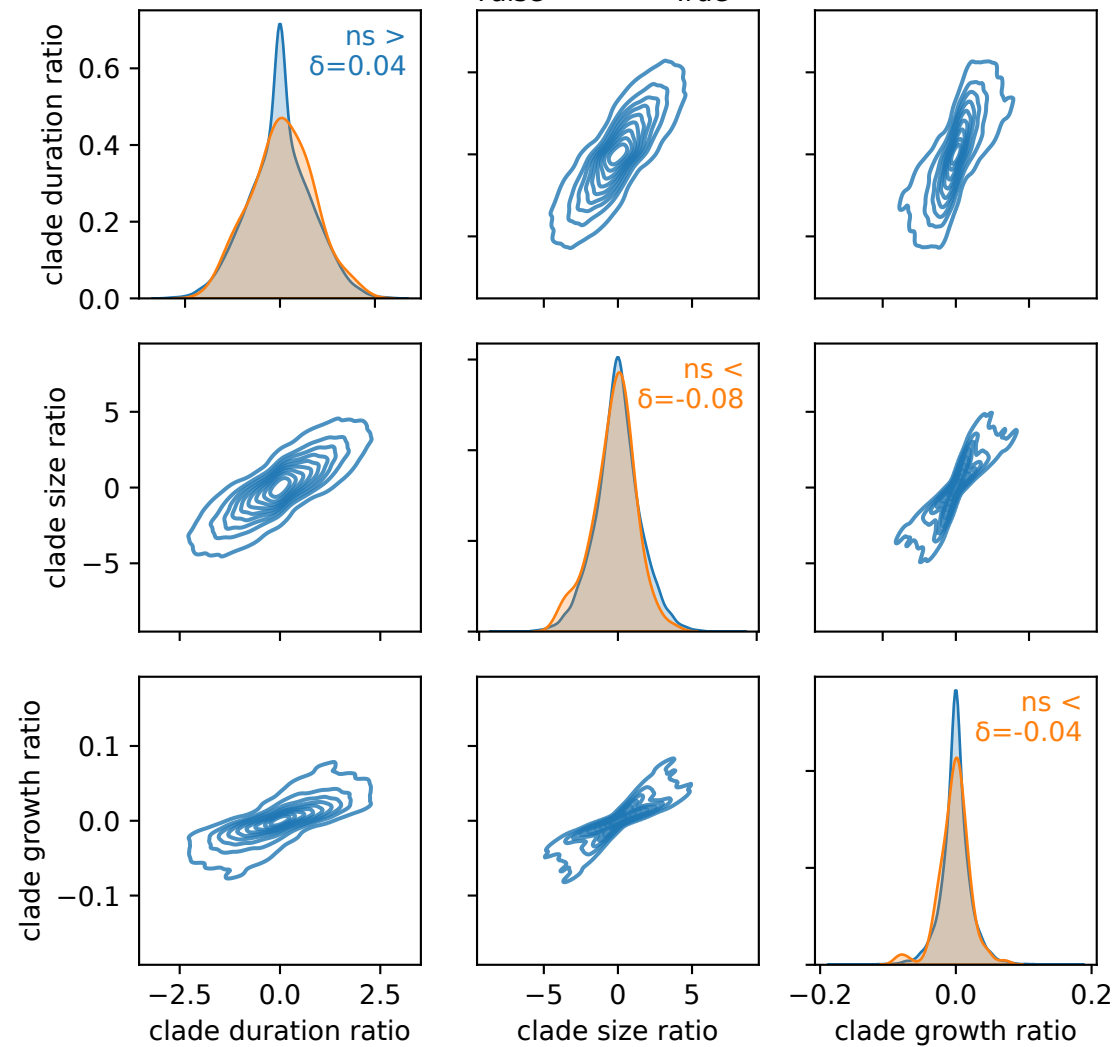 clade duration ratio
0.6
0.4
0.2
0.0
ns >
δ=0.04
clade size ratio
5
0
−5
ns <
δ=-0.08
clade growth ratio
0.1
0.0
−0.1
ns <
δ=-0.04
−2.5 0.0 2.5
−5 0 5
−0.2 0.0 0.2
clade duration ratio
clade size ratio
clade growth ratio